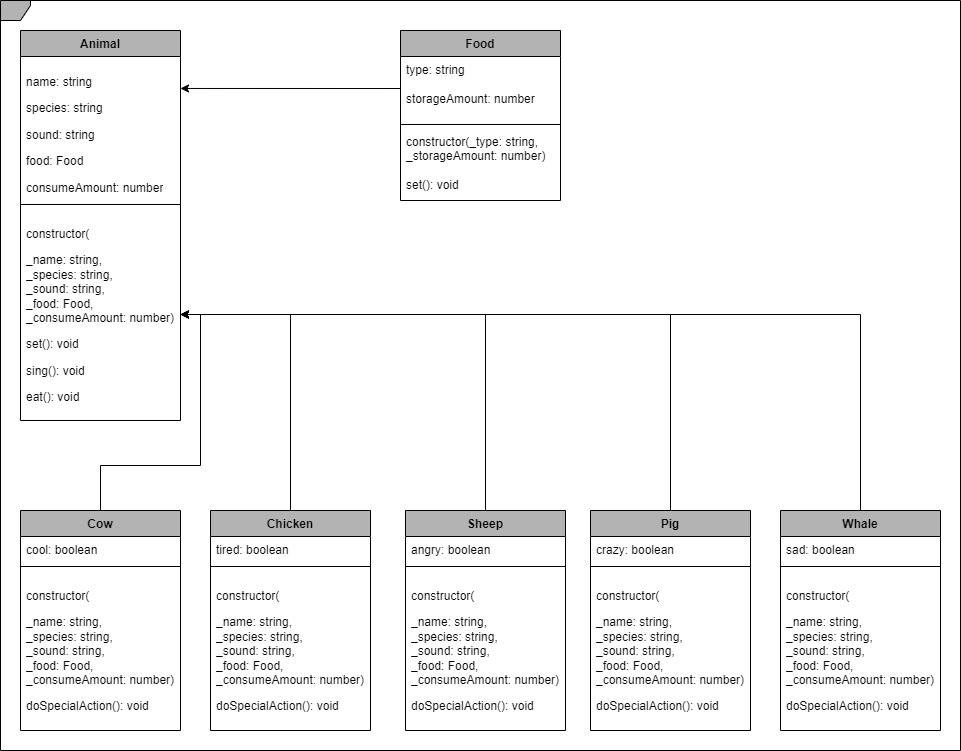 Animal
name: string
species: string
sound: string
food: Food
consumeAmount: number
constructor(
_name: string,
_species: string,
_sound: string,
_food: Food,
_consumeAmount: number)
set(): void
sing(): void
eat(): void
Food
type: string
storageAmount: number
constructor(_type: string,
_storageAmount: number)
set(): void
Cow
cool: boolean
constructor(
_name: string,
_species: string,
_sound: string,
_food: Food,
_consumeAmount: number)
doSpecialAction(): void
Chicken
tired: boolean
constructor(
_name: string,
_species: string,
_sound: string,
_food: Food,
_consumeAmount: number)
doSpecialAction(): void
Sheep
angry: boolean
constructor(
_name: string,
_species: string,
_sound: string,
_food: Food,
_consumeAmount: number)
doSpecialAction(): void
Pig
crazy: boolean
constructor(
_name: string,
_species: string,
_sound: string,
_food: Food,
_consumeAmount: number)
doSpecialAction(): void
Whale
sad: boolean
constructor(
_name: string,
_species: string,
_sound: string,
_food: Food,
_consumeAmount: number)
doSpecialAction(): void